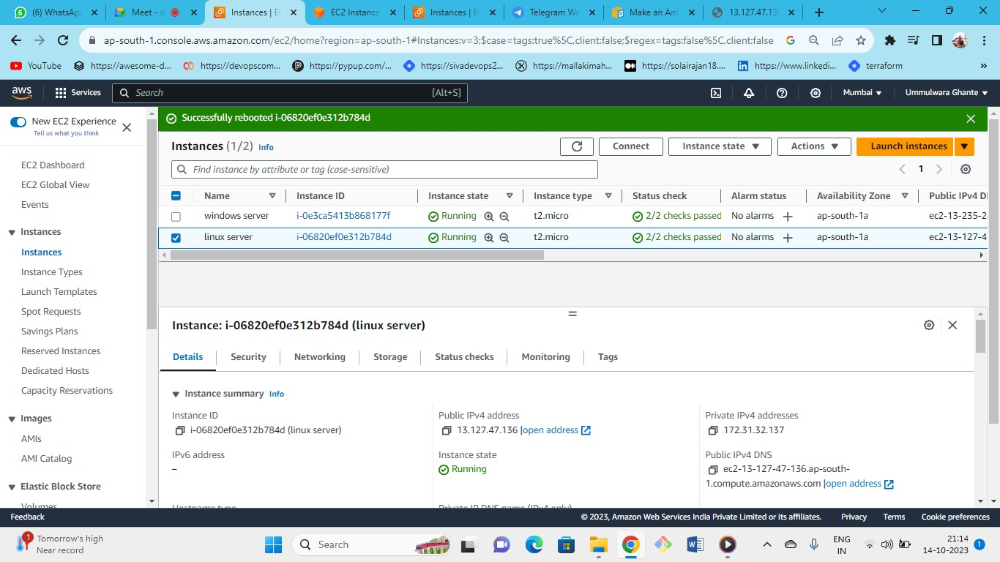 (6) WhatsApp
Meet - d
Instances | EC
EC2 Instance
Instances | EC
Telegram We
Make an Am
13.127.47.13
ap-south-1.console.aws.amazon.com/ec2/home?region=ap-south-1#Instances:v=3;$case=tags:true%5C,client:false;$regex=tags:false%5C,client:false
YouTube
https://awesome-d...
https://devopscom...
https://pypup.com/...
https://sivadevops2...
https://mallakimah...
https://solairajan18....
https://www.linkedi...
terraform
»
aws
Services
Search
[Alt+S]
Mumbai
Ummulwara Ghante
New EC2 Experience
Tell us what you think
EC2 Dashboard
EC2 Global View
Events
Instances
Instances
Instance Types
Launch Templates
Spot Requests
Savings Plans
Reserved Instances
Dedicated Hosts
Capacity Reservations
Images
AMIs
AMI Catalog
Elastic Block Store
Volumes
Successfully rebooted i-06820ef0e312b784d
Instances (1/2) Info
Connect
Instance state
Actions
Launch instances
Find instance by attribute or tag (case-sensitive)
1
Name Instance ID Instance state Instance type Status check Alarm status Availability Zone Public IPv4 D
windows server i-0e3ca5413b868177f Running t2.micro 2/2 checks passed No alarms + ap-south-1a ec2-13-235-2
linux server i-06820ef0e312b784d Running t2.micro 2/2 checks passed No alarms + ap-south-1a ec2-13-127-4
Instance: i-06820ef0e312b784d (linux server)
Details Security Networking Storage Status checks Monitoring Tags
Instance summary Info
Instance ID
i-06820ef0e312b784d (linux server)
Public IPv4 address
13.127.47.136 |open address
Private IPv4 addresses
172.31.32.137
IPv6 address
–
Instance state
Running
Public IPv4 DNS
ec2-13-127-47-136.ap-south-
1.compute.amazonaws.com |open address
Hostname type
Private IP DNS name (IPv4 only)
Feedback
© 2023, Amazon Web Services India Private Limited or its affiliates.
Privacy
Terms
Cookie preferences
1
Tomorrow's high
Near record
Search
ENG
IN
21:14
14-10-2023
1